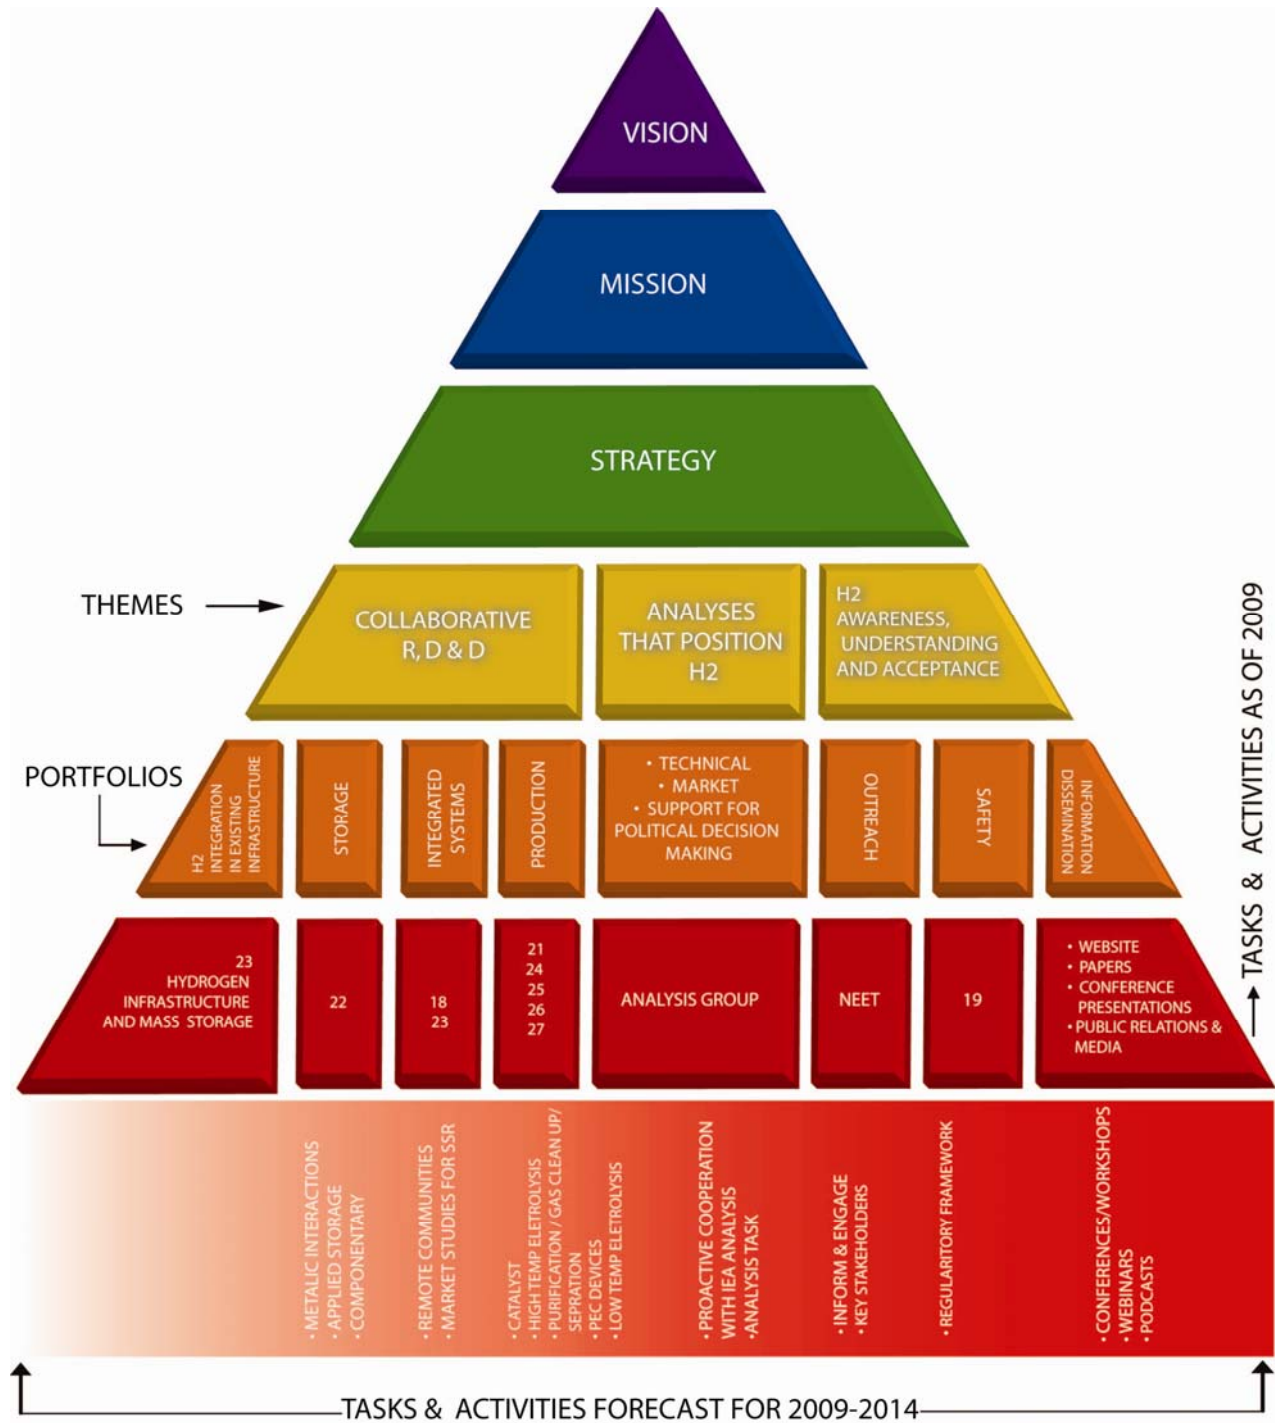 VISION
MISSION
STRATEGY
THEMES
COLLABORATIVE
R, D & D
ANALYSES
THAT POSITION
H2
H2
AWARENESS,
UNDERSTANDING
AND ACCEPTANCE
PORTFOLIOS
H2
INTEGRATION
IN EXISTING
INFRASTRUCTURE
STORAGE
INTEGRATED
SYSTEMS
PRODUCTION
• TECHNICAL
• MARKET
• SUPPORT FOR
POLITICAL DECISION
MAKING
OUTREACH
SAFETY
INFORMATION
DISSEMINATION
TASKS & ACTIVITIES AS OF 2009
23
HYDROGEN
INFRASTRUCTURE
AND MASS STORAGE
22
18
23
21
24
25
26
27
ANALYSIS GROUP
NEET
19
• WEBSITE
• PAPERS
• CONFERENCE
PRESENTATIONS
• PUBLIC RELATIONS &
MEDIA
• METALIC INTERACTIONS
• APPLIED STORAGE
• COMPONENTARY
• REMOTE COMMUNITIES
• MARKET STUDIES FOR SSR
• CATALYST
• HIGH TEMP ELETROLYSIS
• PURIFICATION / GAS CLEAN UP/
SEPRATION
• PEC DEVICES
• LOW TEMP ELETROLYSIS
• PROACTIVE COOPERATION
WITH IEA ANALYSIS
• ANALYSIS TASK
• INFORM & ENGAGE
• KEY STAKEHOLDERS
• REGULARITORY FRAMEWORK
• CONFERENCES/WORKSHOPS
• WEBINARS
• PODCASTS
TASKS & ACTIVITIES FORECAST FOR 2009-2014